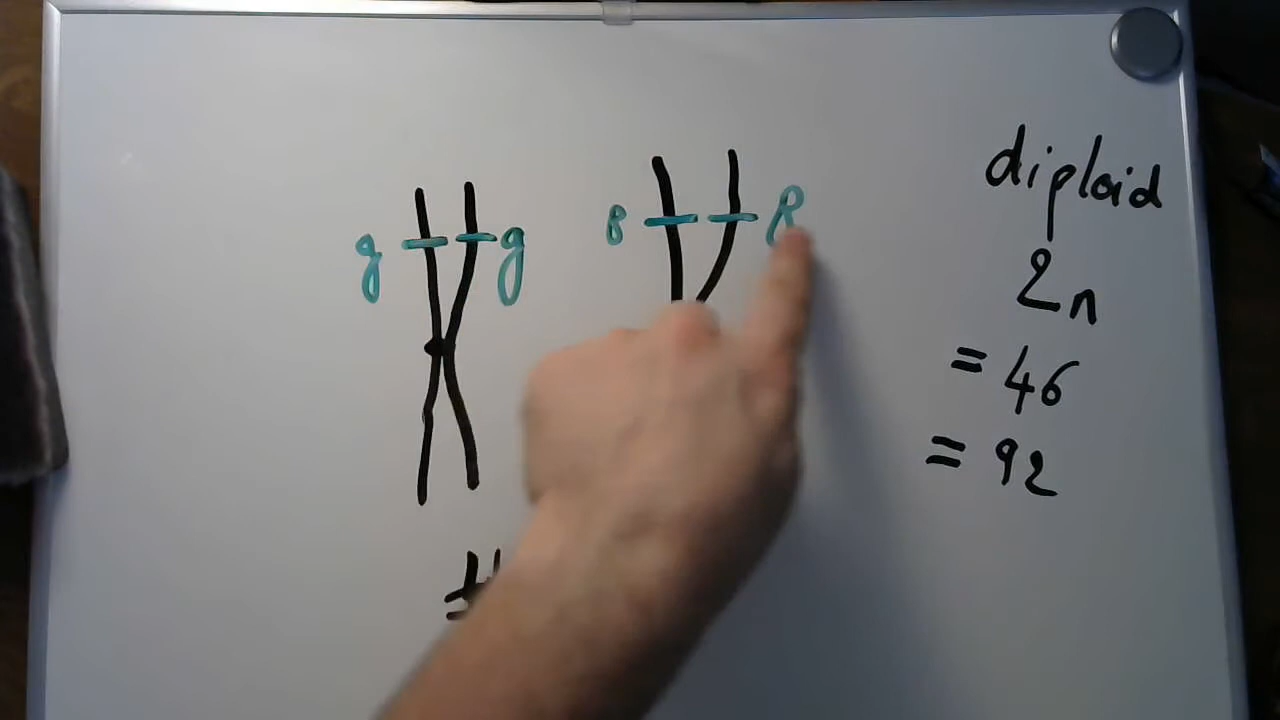 g g B R
diploid
2n
= 46
= 92